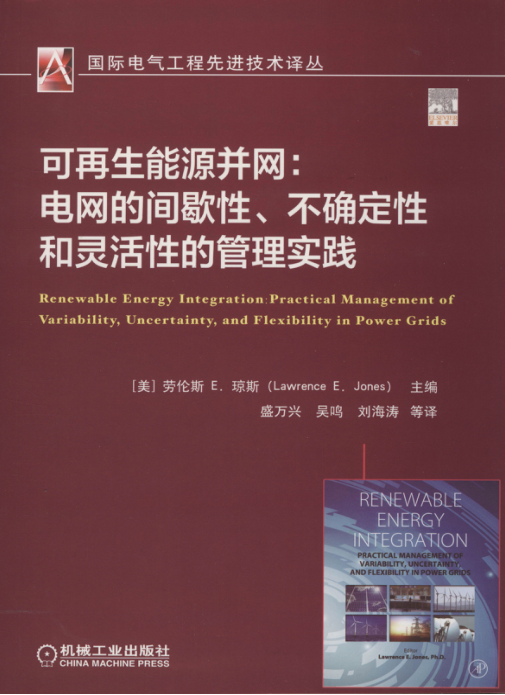 国际电气工程先进技术译丛
ELSEVIER
可再生能源并网：
电网的间歇性、不确定性
和灵活性的管理实践
Renewable Energy Integration:Practical Management of
Variability, Uncertainty, and Flexibility in Power Grids
[美] 劳伦斯 E. 琼斯（Lawrence E. Jones） 主编
盛万兴 吴鸣 刘海涛 等译
RENEWABLE
ENERGY
INTEGRATION
PRACTICAL MANAGEMENT OF
VARIABILITY, UNCERTAINTY,
AND FLEXIBILITY IN POWER GRIDS
Editor
Lawrence E. Jones, Ph.D.
机械工业出版社
CHINA MACHINE PRESS